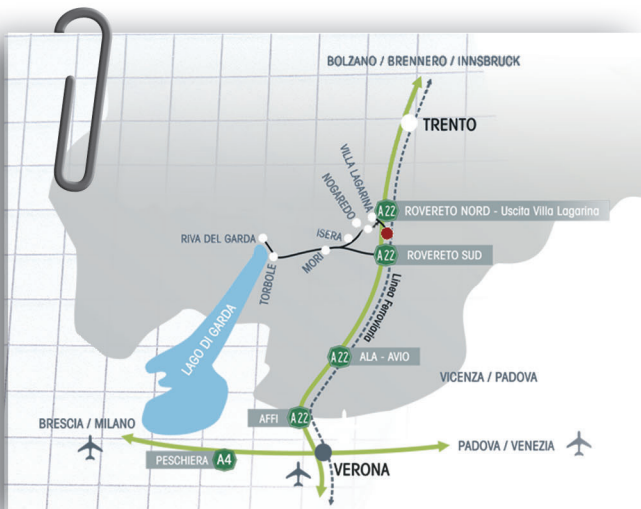 BOLZANO / BRENNERO / INNSBRUCK
TRENTO
VILLA LAGARINA
NOGAREDO
A22 ROVERETO NORD - Uscita Villa Lagarina
ISERA
RIVA DEL GARDA
MORI
TORBOLE
A22 ROVERETO SUD
Linea Ferroviaria
LAGO DI GARDA
A22 ALA - AVIO
VICENZA / PADOVA
AFFI A22
BRESCIA / MILANO
PADOVA / VENEZIA
PESCHIERA A4
VERONA